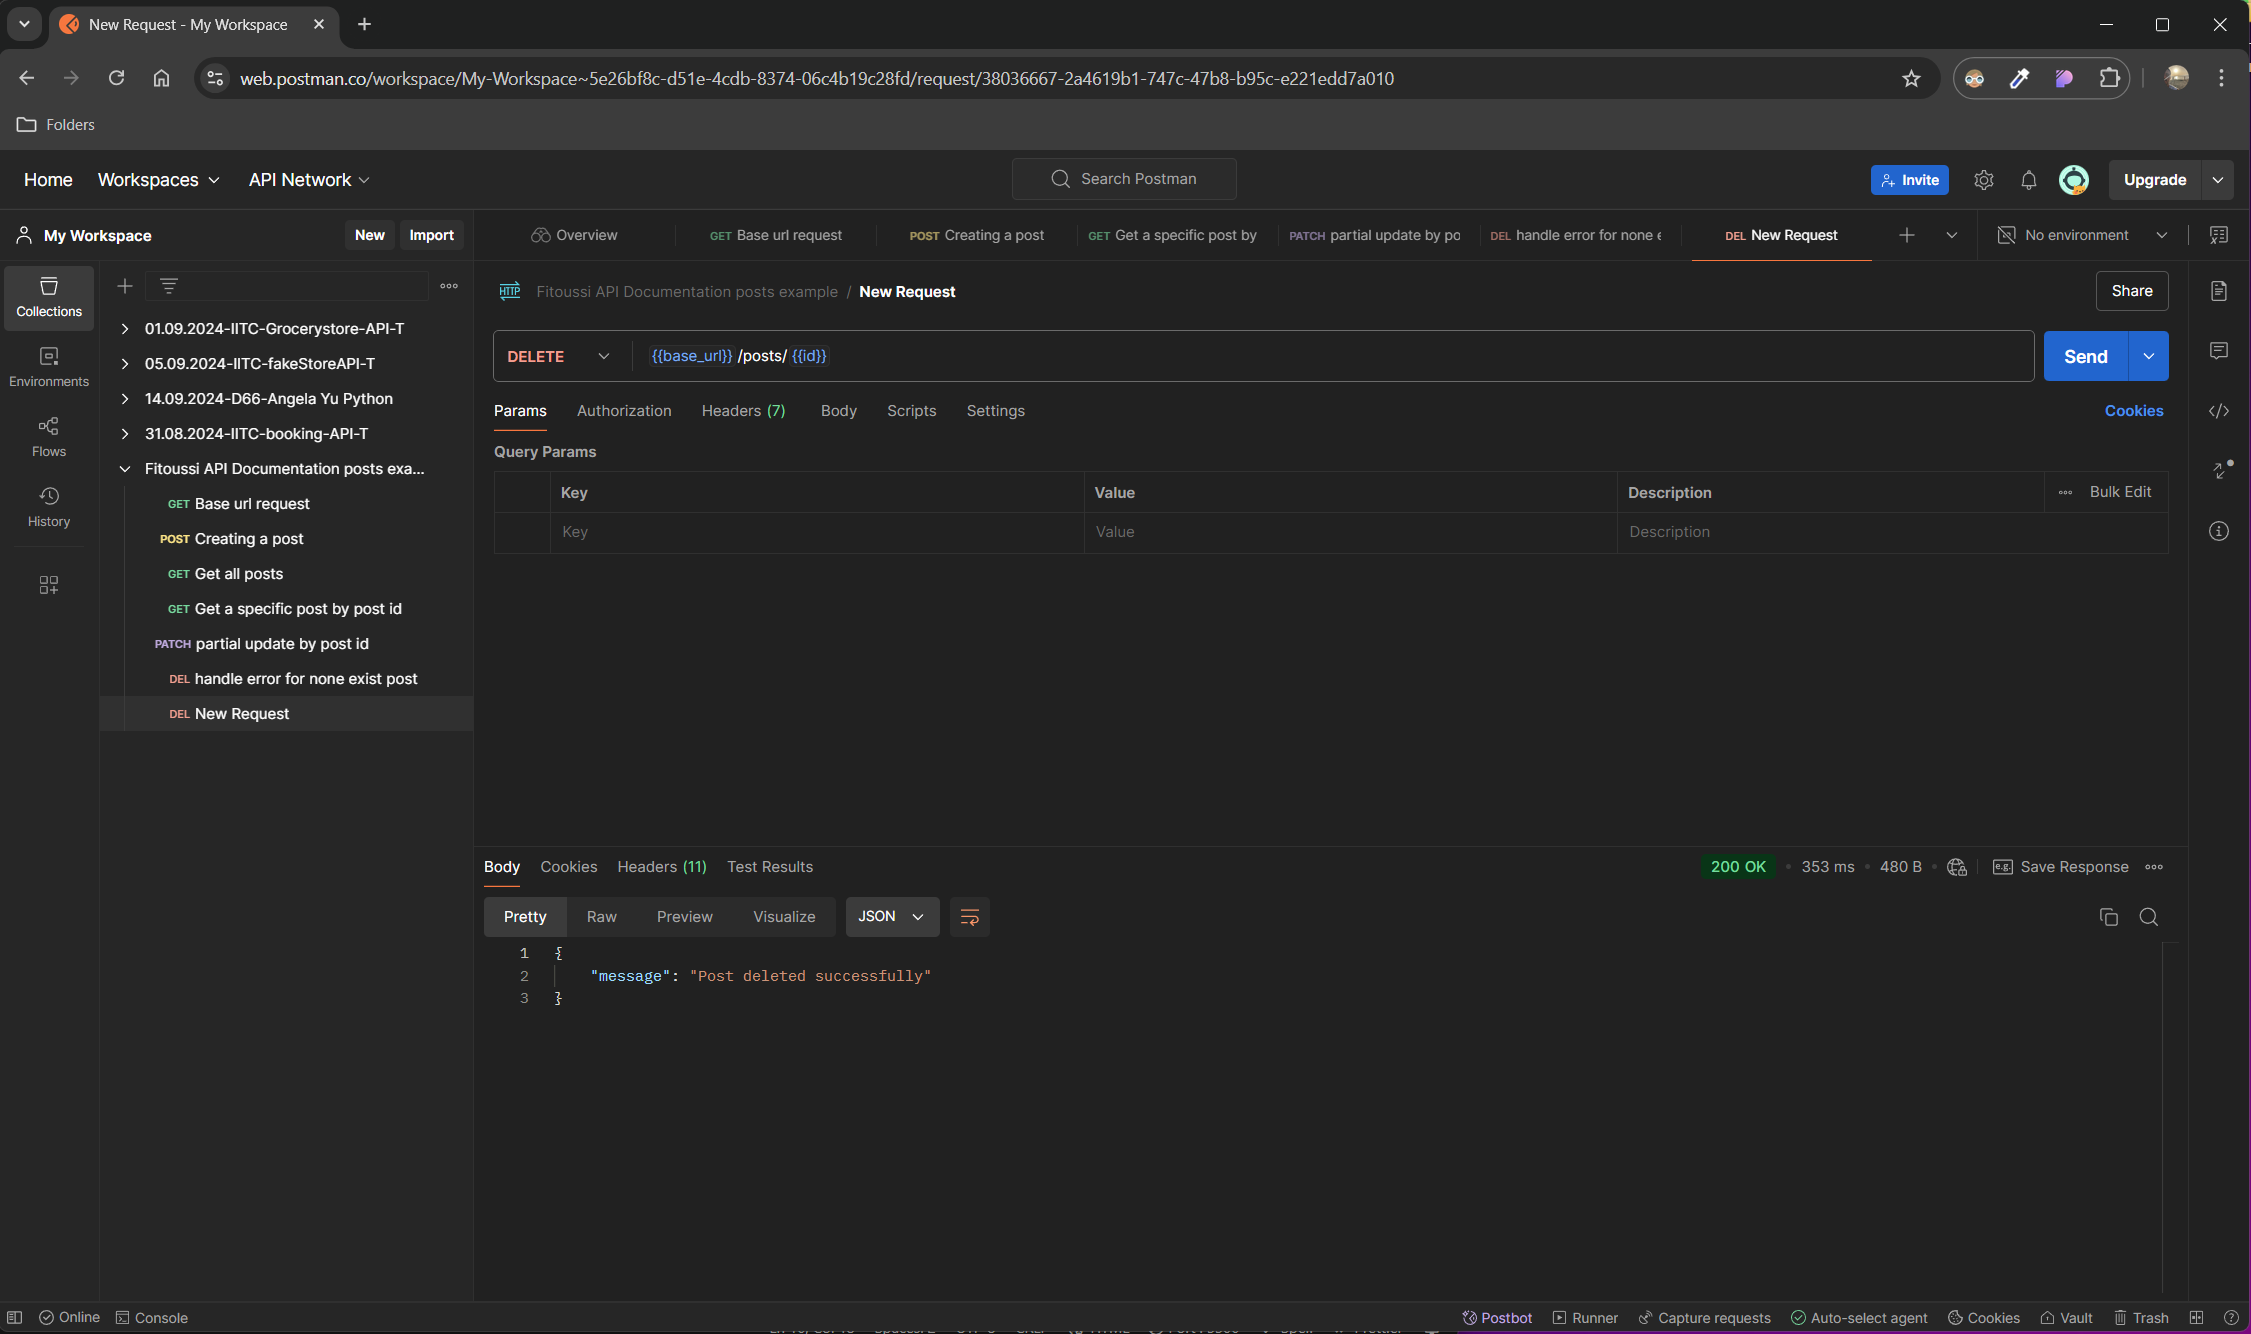 New Request - My Workspace
web.postman.co/workspace/My-Workspace~5e26bf8c-d51e-4cdb-8374-06c4b19c28fd/request/38036667-2a4619b1-747c-47b8-b95c-e221edd7a010
Folders
Home Workspaces API Network Search Postman Invite Upgrade
My Workspace New Import Overview GET Base url request POST Creating a post GET Get a specific post by PATCH partial update by po DEL handle error for none e DEL New Request No environment
Collections
Environments
Flows
History
01.09.2024-IITC-Grocerystore-API-T
05.09.2024-IITC-fakeStoreAPI-T
14.09.2024-D66-Angela Yu Python
31.08.2024-IITC-booking-API-T
Fitoussi API Documentation posts exa...
GET Base url request
POST Creating a post
GET Get all posts
GET Get a specific post by post id
PATCH partial update by post id
DEL handle error for none exist post
DEL New Request
HTTP Fitoussi API Documentation posts example / New Request Share
DELETE {{base_url}}/posts/{{id}} Send
Params Authorization Headers (7) Body Scripts Settings Cookies
Query Params
Key Value Description Bulk Edit
Key Value Description
Body Cookies Headers (11) Test Results 200 OK 353 ms 480 B e.g. Save Response
Pretty Raw Preview Visualize JSON
1 {
2 "message": "Post deleted successfully"
3 }
Online Console Postbot Runner Capture requests Auto-select agent Cookies Vault Trash